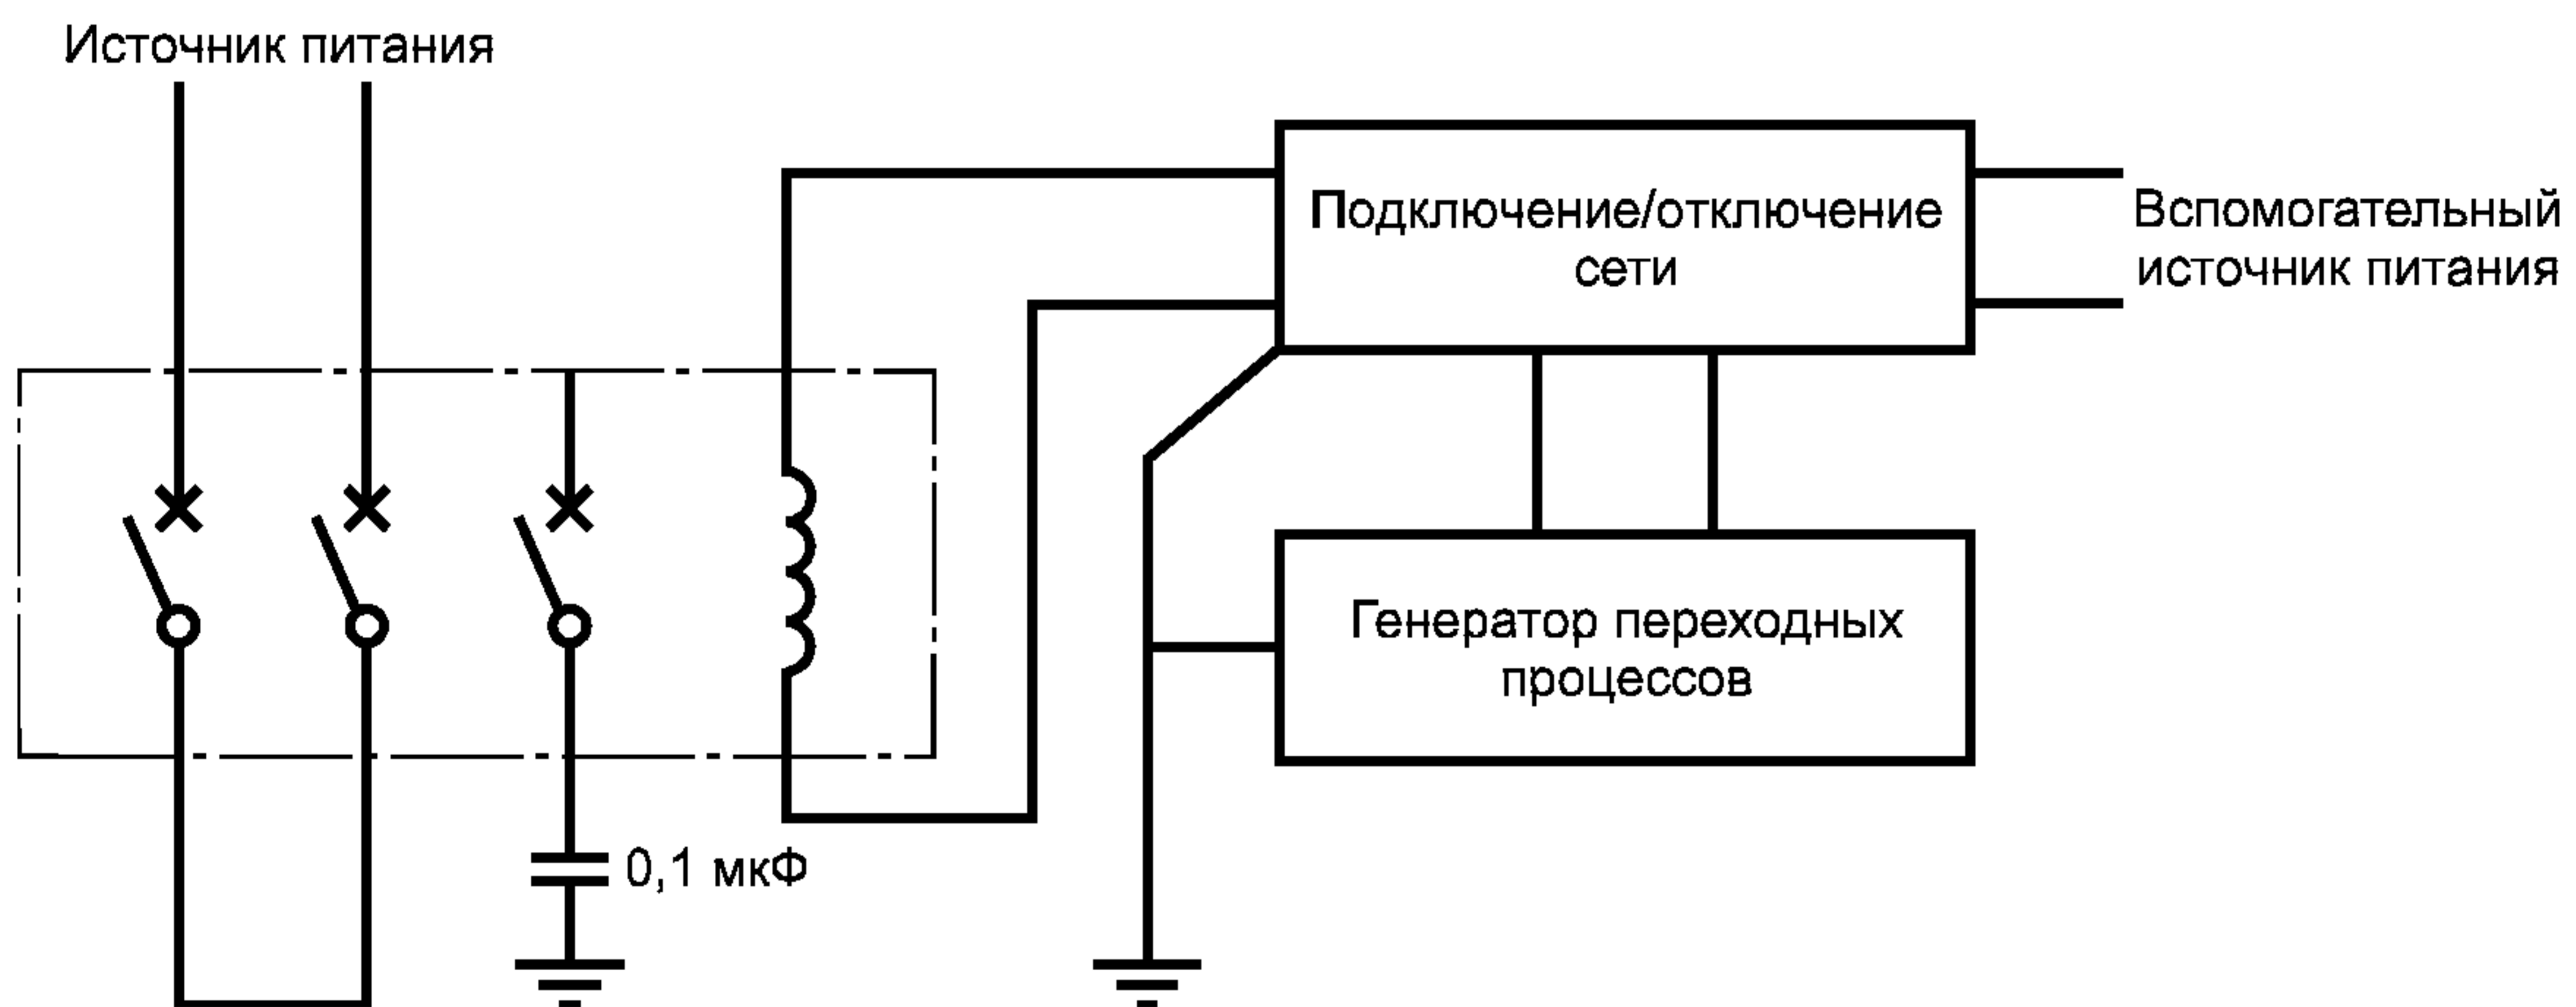 Источник питания
Подключение/отключение
сети
Вспомогательный
источник питания
Генератор переходных
процессов
0,1 мкФ